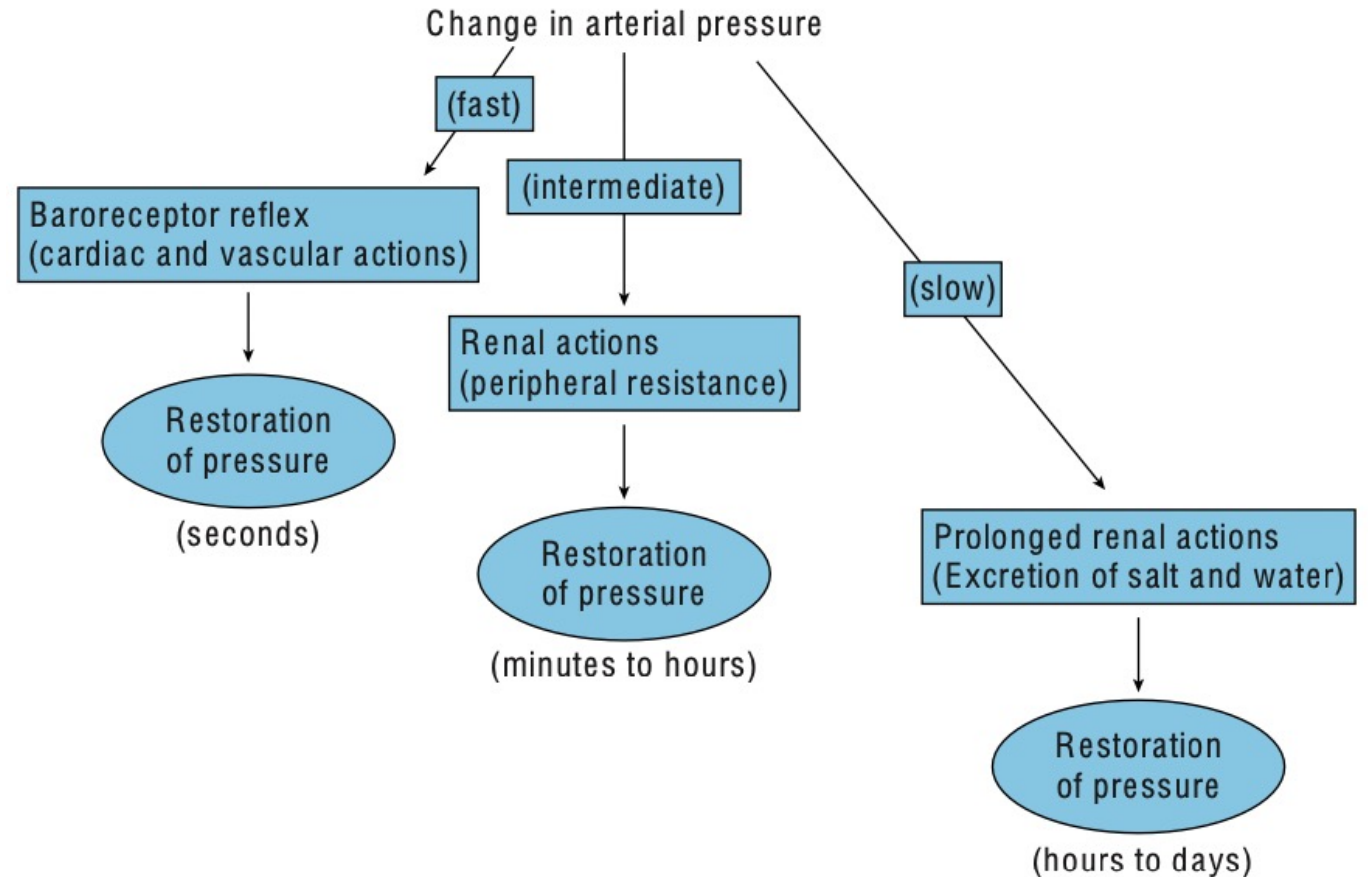 Change in arterial pressure
(fast)
(intermediate)
(slow)
Baroreceptor reflex
(cardiac and vascular actions)
Restoration
of pressure
(seconds)
Renal actions
(peripheral resistance)
Restoration
of pressure
(minutes to hours)
Prolonged renal actions
(Excretion of salt and water)
Restoration
of pressure
(hours to days)